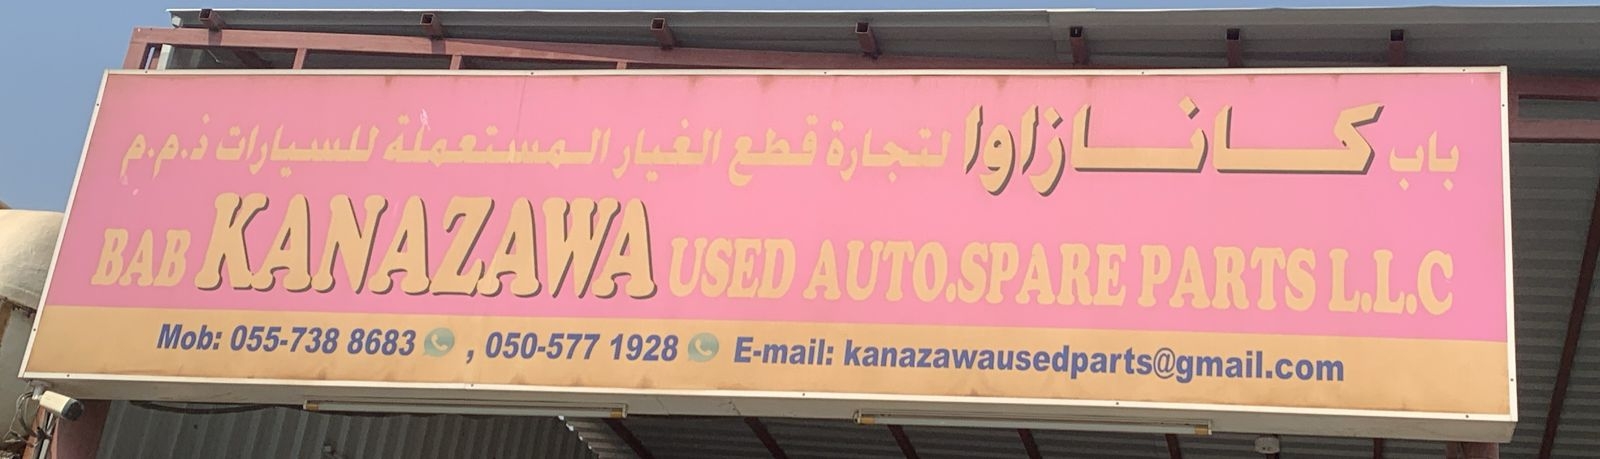 باب كانازاوا لتجارة قطع الغيار المستعملة للسيارات ذ.م.م
BAB KANAZAWA USED AUTO.SPARE PARTS L.L.C
Mob: 055-738 8683 , 050-577 1928 E-mail: kanazawausedparts@gmail.com